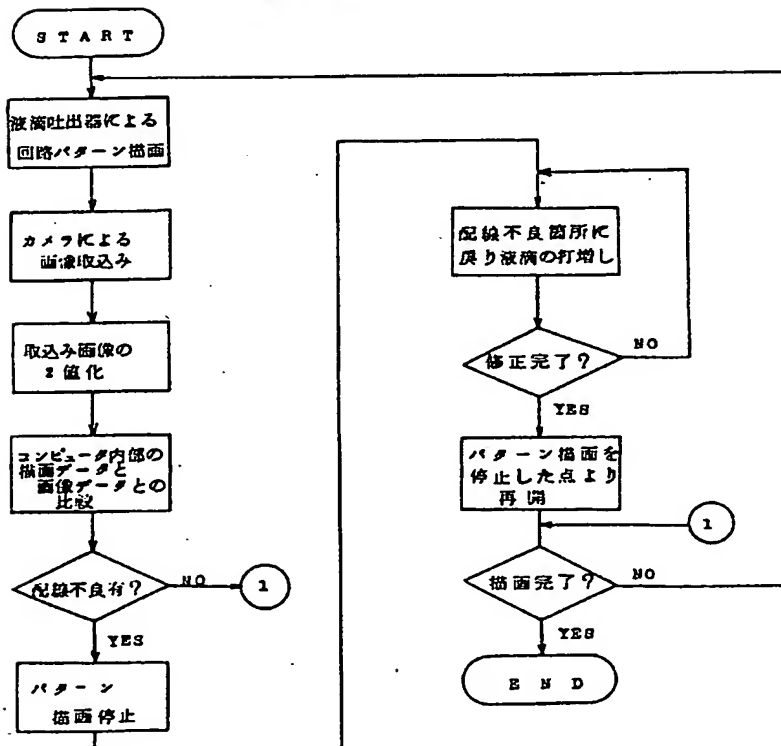 START
液滴吐出器による
回路パターン描画
カメラによる
画像取込み
取込み画像の
2値化
コンピュータ内部の
描画データと
画像データとの
比較
配線不良有?
NO
1
YES
パターン
描画停止
配線不良箇所に
戻り液滴の打増し
修正完了?
NO
YES
パターン描画を
停止した点より
再開
1
描画完了?
NO
YES
END